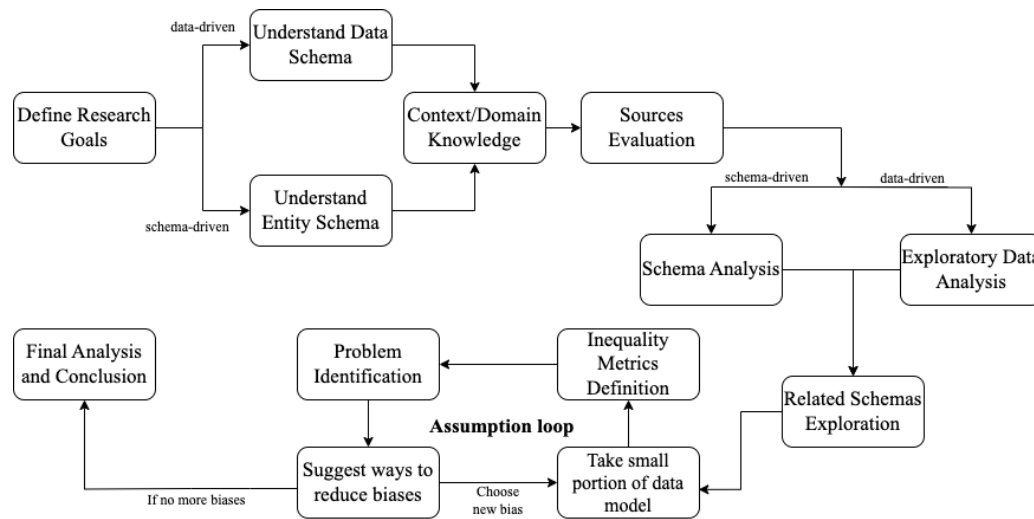 data-driven
Understand Data
Schema
Define Research
Goals
Context/Domain
Knowledge
Sources
Evaluation
schema-driven
Understand
Entity Schema
schema-driven
data-driven
Schema Analysis
Exploratory Data
Analysis
Related Schemas
Exploration
Take small
portion of data
model
Inequality
Metrics
Definition
Problem
Identification
Assumption loop
Suggest ways to
reduce biases
Choose
new bias
If no more biases
Final Analysis
and Conclusion